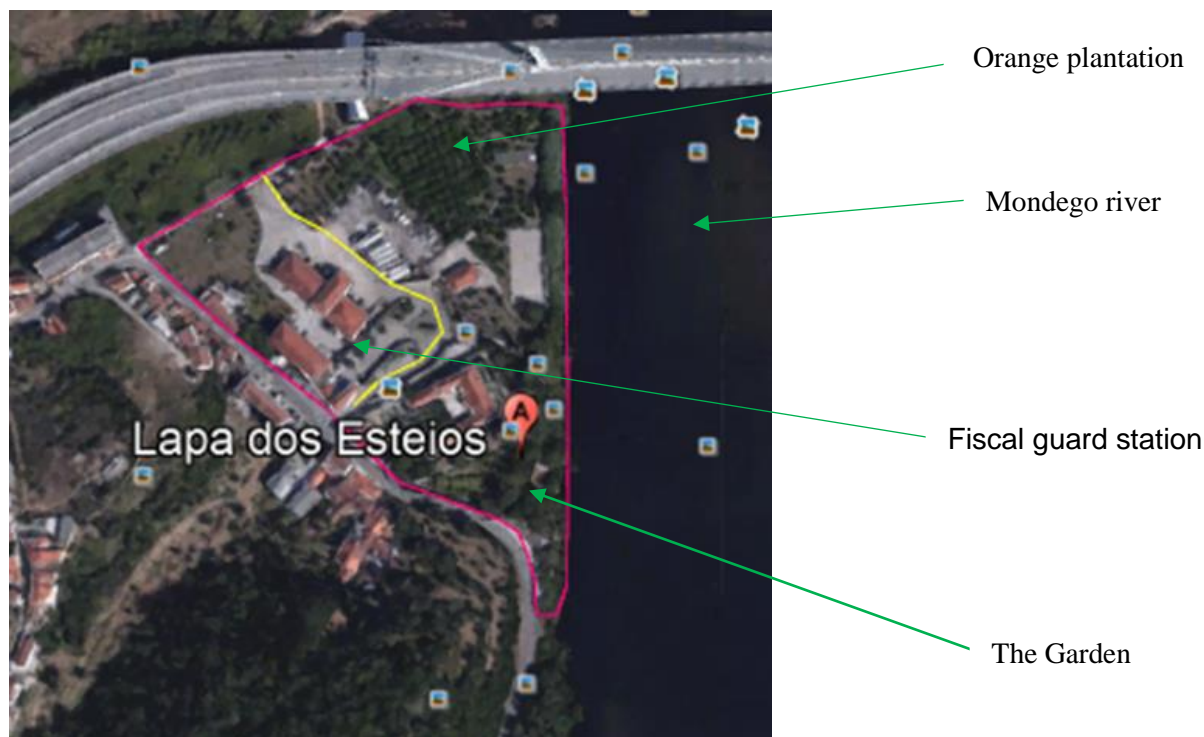 Orange plantation
Mondego river
A
Lapa dos Esteios
Fiscal guard station
The Garden